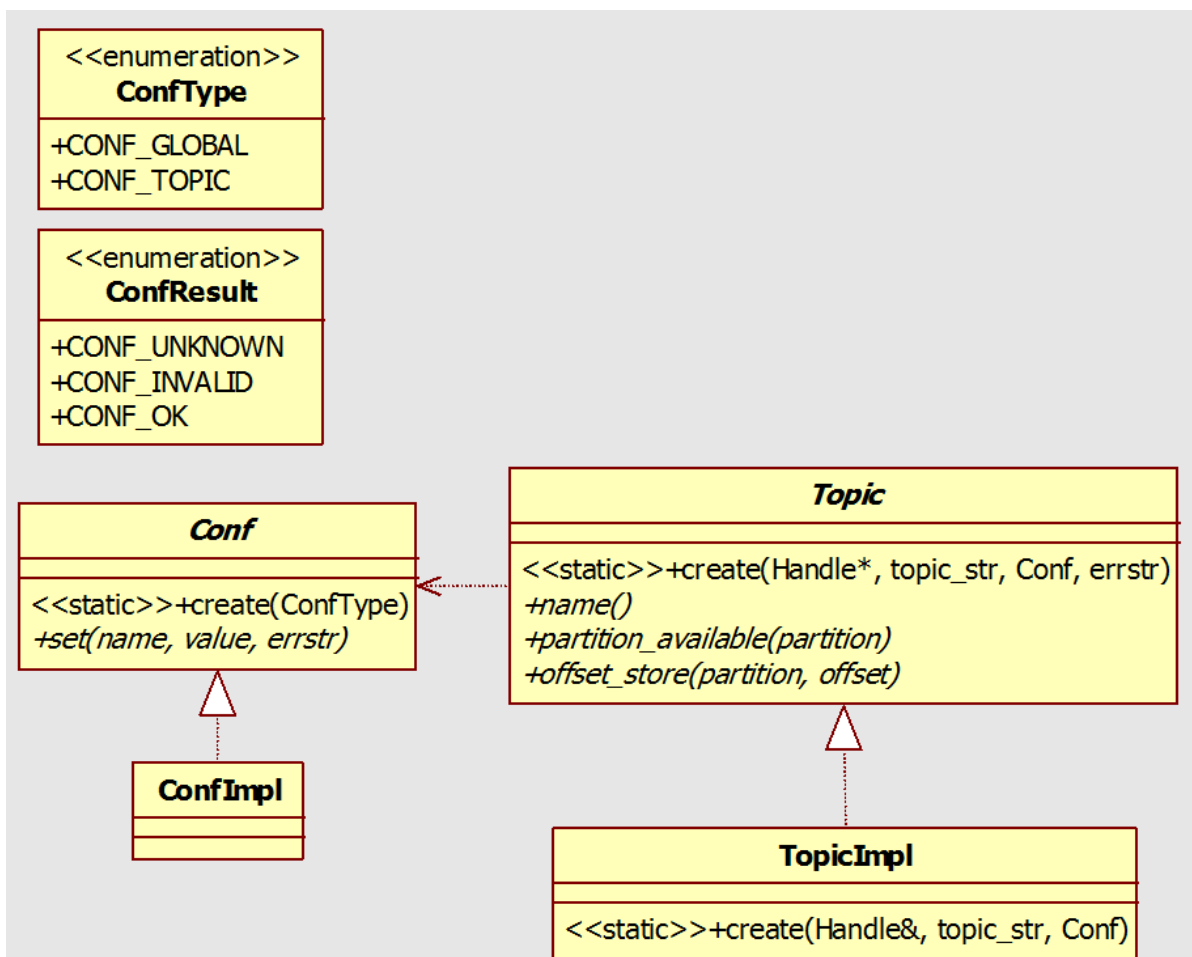 <<enumeration>>
ConfType
+CONF_GLOBAL
+CONF_TOPIC
<<enumeration>>
ConfResult
+CONF_UNKNOWN
+CONF_INVALID
+CONF_OK
Conf
<<static>>+create(ConfType)
+set(name, value, errstr)
Topic
<<static>>+create(Handle*, topic_str, Conf, errstr)
+name()
+partition_available(partition)
+offset_store(partition, offset)
ConfImpl
TopicImpl
<<static>>+create(Handle&, topic_str, Conf)